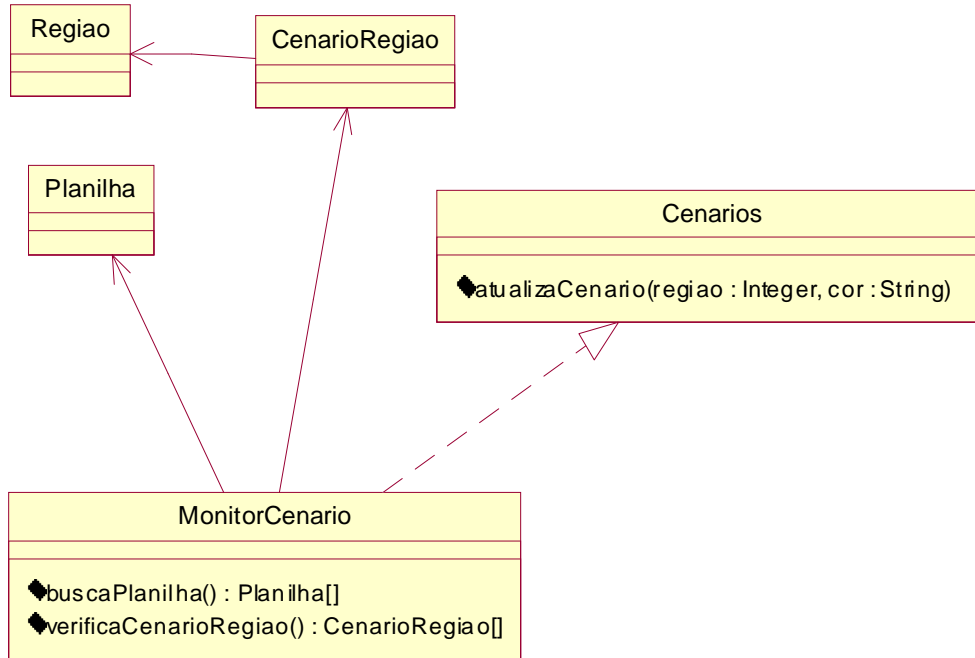 Regiao
CenarioRegiao
Planilha
Cenarios
atualizaCenario(regiao : Integer, cor : String)
MonitorCenario
buscaPlanilha() : Planilha[]
verificaCenarioRegiao() : CenarioRegiao[]